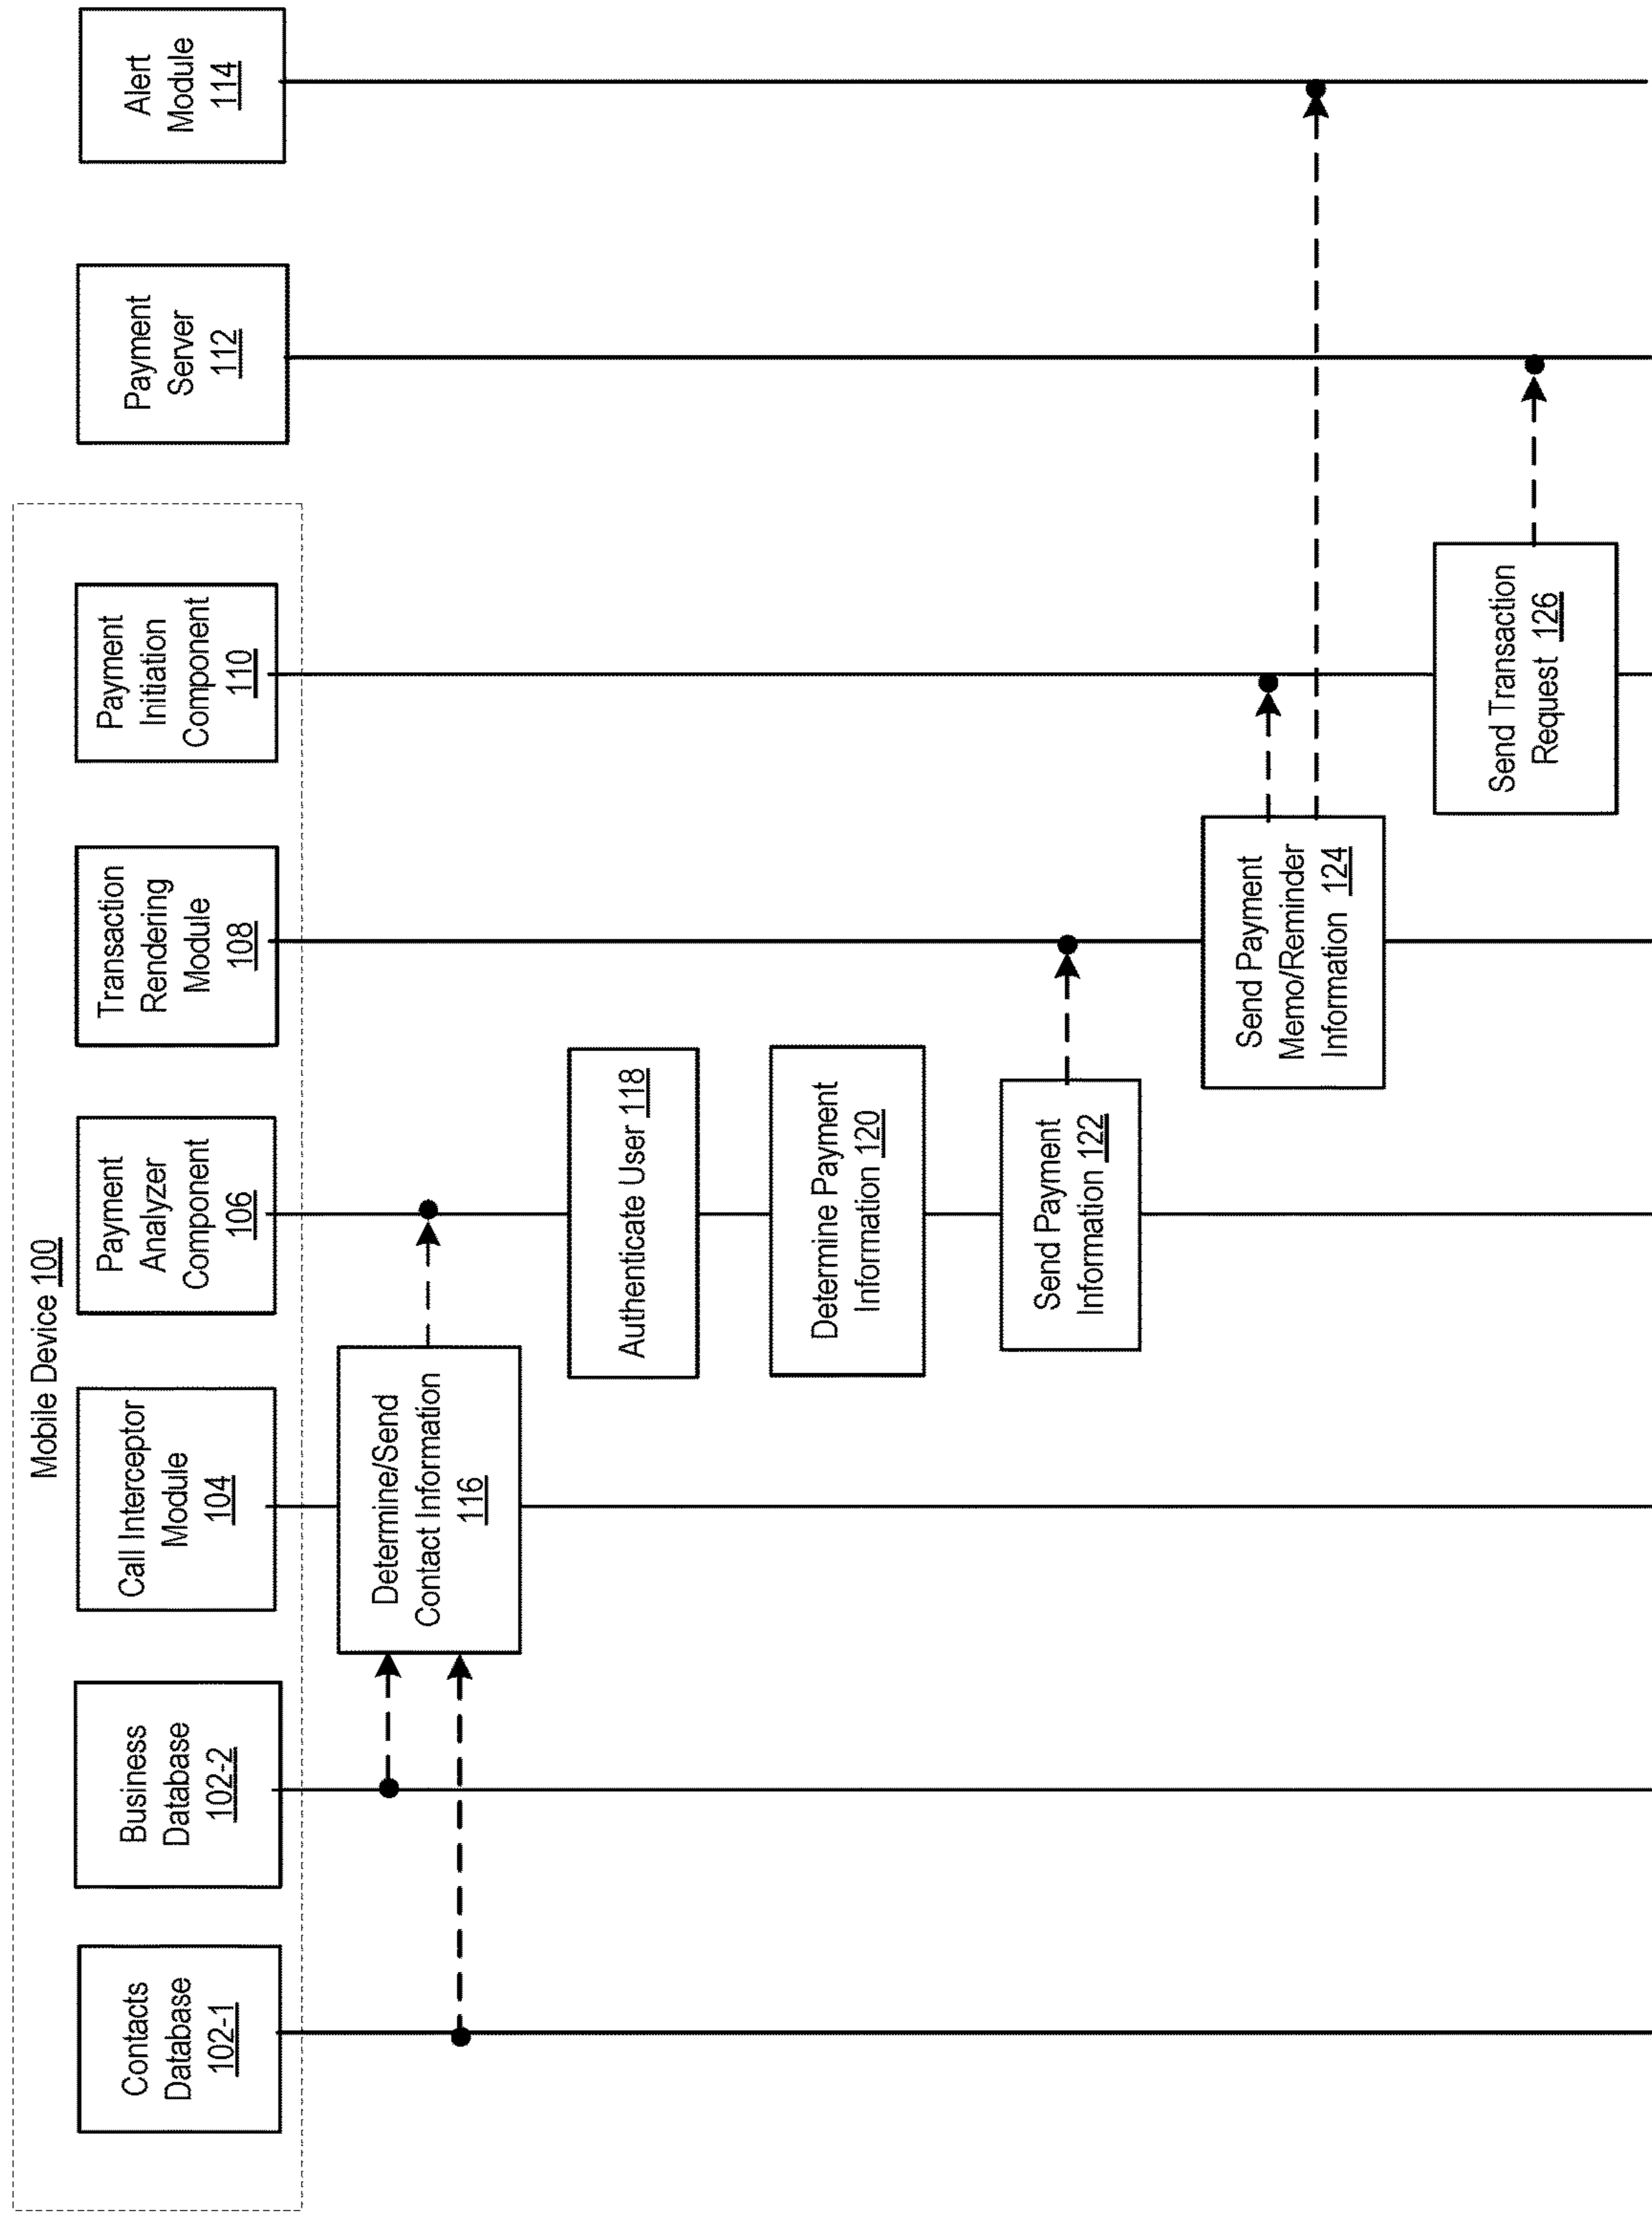 Mobile Device 100
Contacts
Database
102-1
Business
Database
102-2
Call Interceptor
Module
104
Payment
Analyzer
Component
106
Transaction
Rendering
Module
108
Payment
Initiation
Component
110
Payment
Server
112
Alert
Module
114
Determine/Send
Contact Information
116
Authenticate User 118
Determine Payment
Information 120
Send Payment
Information 122
Send Payment
Memo/Reminder
Information 124
Send Transaction
Request 126